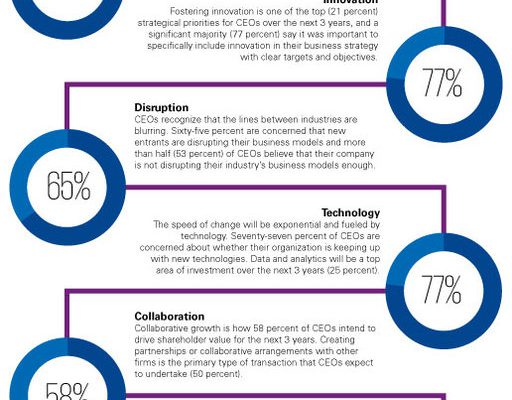 Innovation
Fostering innovation is one of the top (21 percent)
strategical priorities for CEOs over the next 3 years, and a
significant majority (77 percent) say it was important to
specifically include innovation in their business strategy
with clear targets and objectives.
77%
Disruption
CEOs recognize that the lines between industries are
blurring. Sixty-five percent are concerned that new
entrants are disrupting their business models and more
than half (53 percent) of CEOs believe that their company
is not disrupting their industry's business models enough.
65%
Technology
The speed of change will be exponential and fueled by
technology. Seventy-seven percent of CEOs are
concerned about whether their organization is keeping up
with new technologies. Data and analytics will be a top
area of investment over the next 3 years (25 percent).
77%
Collaboration
Collaborative growth is how 58 percent of CEOs intend to
drive shareholder value for the next 3 years. Creating
partnerships or collaborative arrangements with other
firms is the primary type of transaction that CEOs expect
to undertake (50 percent).
58%